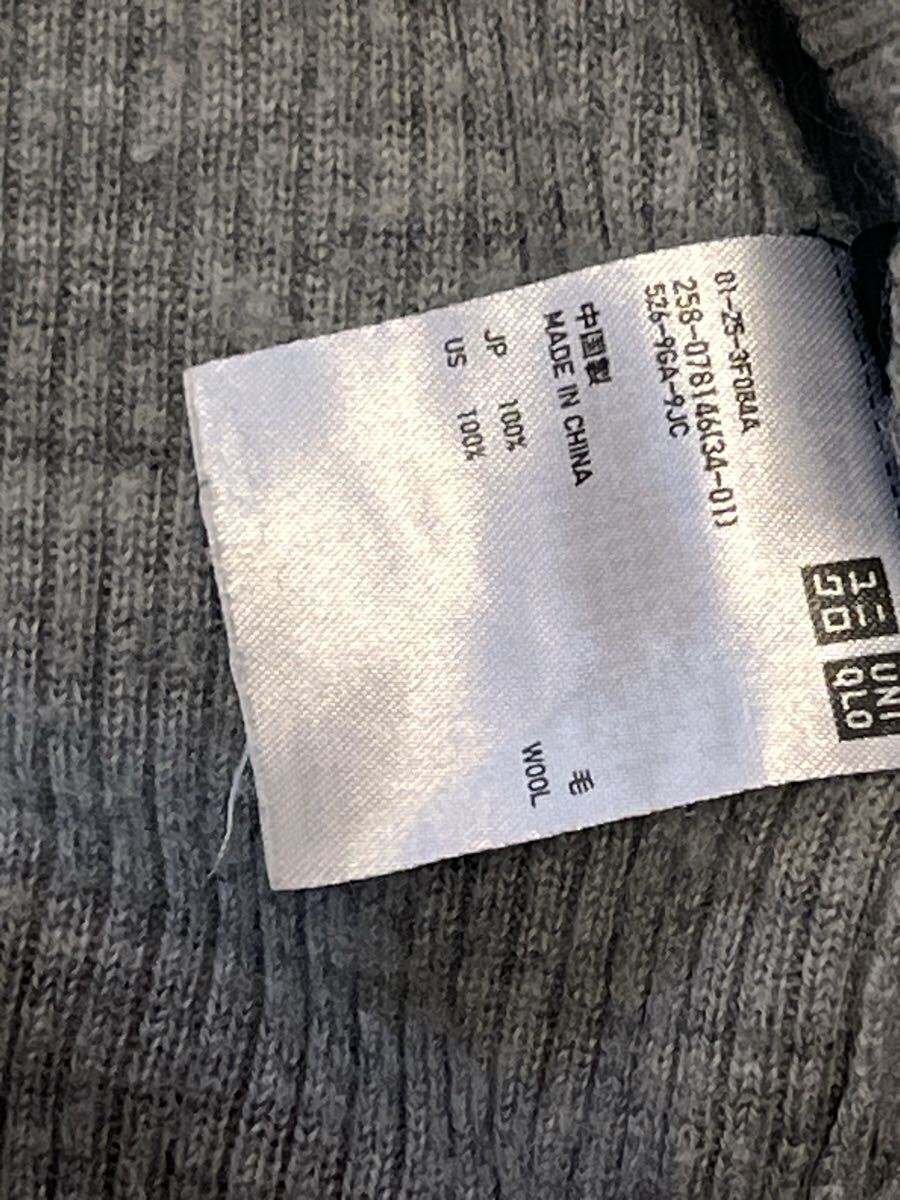 ユニ
クロ
UNI
QLO
01-25-3F0B4A
258-078146(34-01)
526-9GA-9JC
中国製
MADE IN CHINA
JP 100% 毛
US 100% WOOL